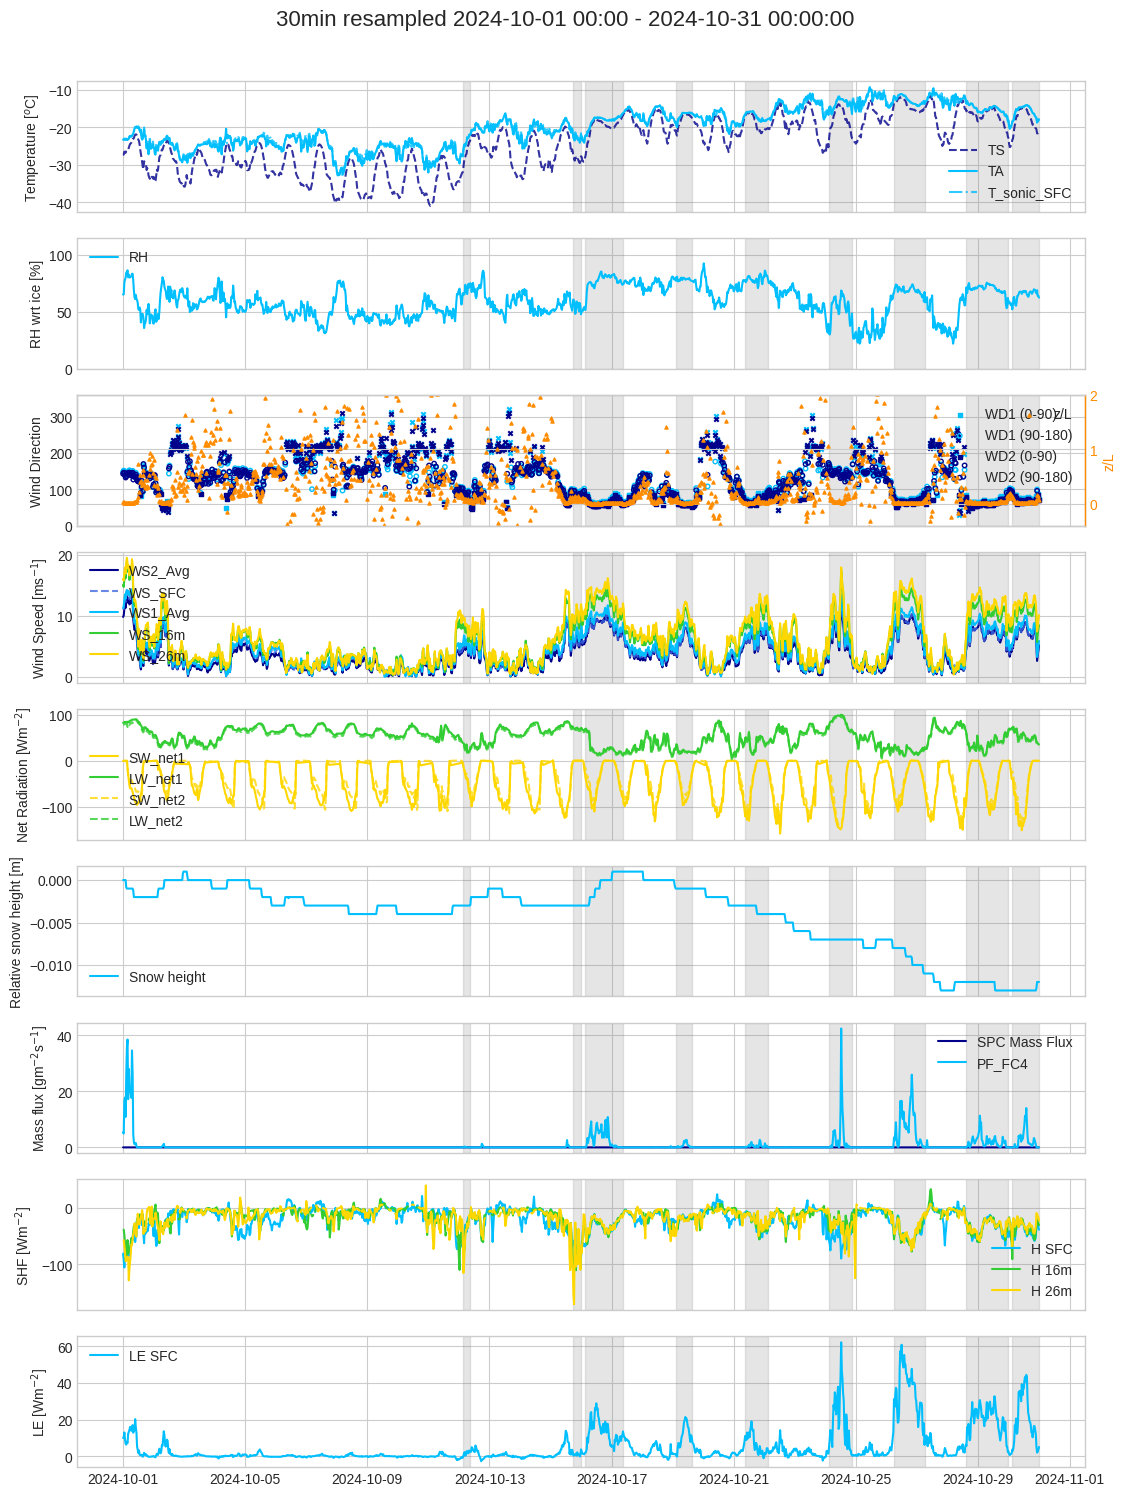 30min resampled 2024-10-01 00:00 - 2024-10-31 00:00:00
Temperature [°C]
−10
−20
−30
−40
TS
TA
T_sonic_SFC
RH wrt ice [%]
100
50
0
RH
Wind Direction
300
200
100
0
WD1 (0-90)
z/L
WD1 (90-180)
WD2 (0-90)
WD2 (90-180)
2
1
0
z/L
Wind Speed [ms⁻¹]
20
10
0
WS2_Avg
WS_SFC
WS1_Avg
WS_16m
WS_26m
Net Radiation [Wm⁻²]
100
0
−100
SW_net1
LW_net1
SW_net2
LW_net2
Relative snow height [m]
0.000
−0.005
−0.010
Snow height
Mass flux [gm⁻²s⁻¹]
40
20
0
SPC Mass Flux
PF_FC4
SHF [Wm⁻²]
0
−100
H SFC
H 16m
H 26m
LE [Wm⁻²]
60
40
20
0
LE SFC
2024-10-01 2024-10-05 2024-10-09 2024-10-13 2024-10-17 2024-10-21 2024-10-25 2024-10-29 2024-11-01